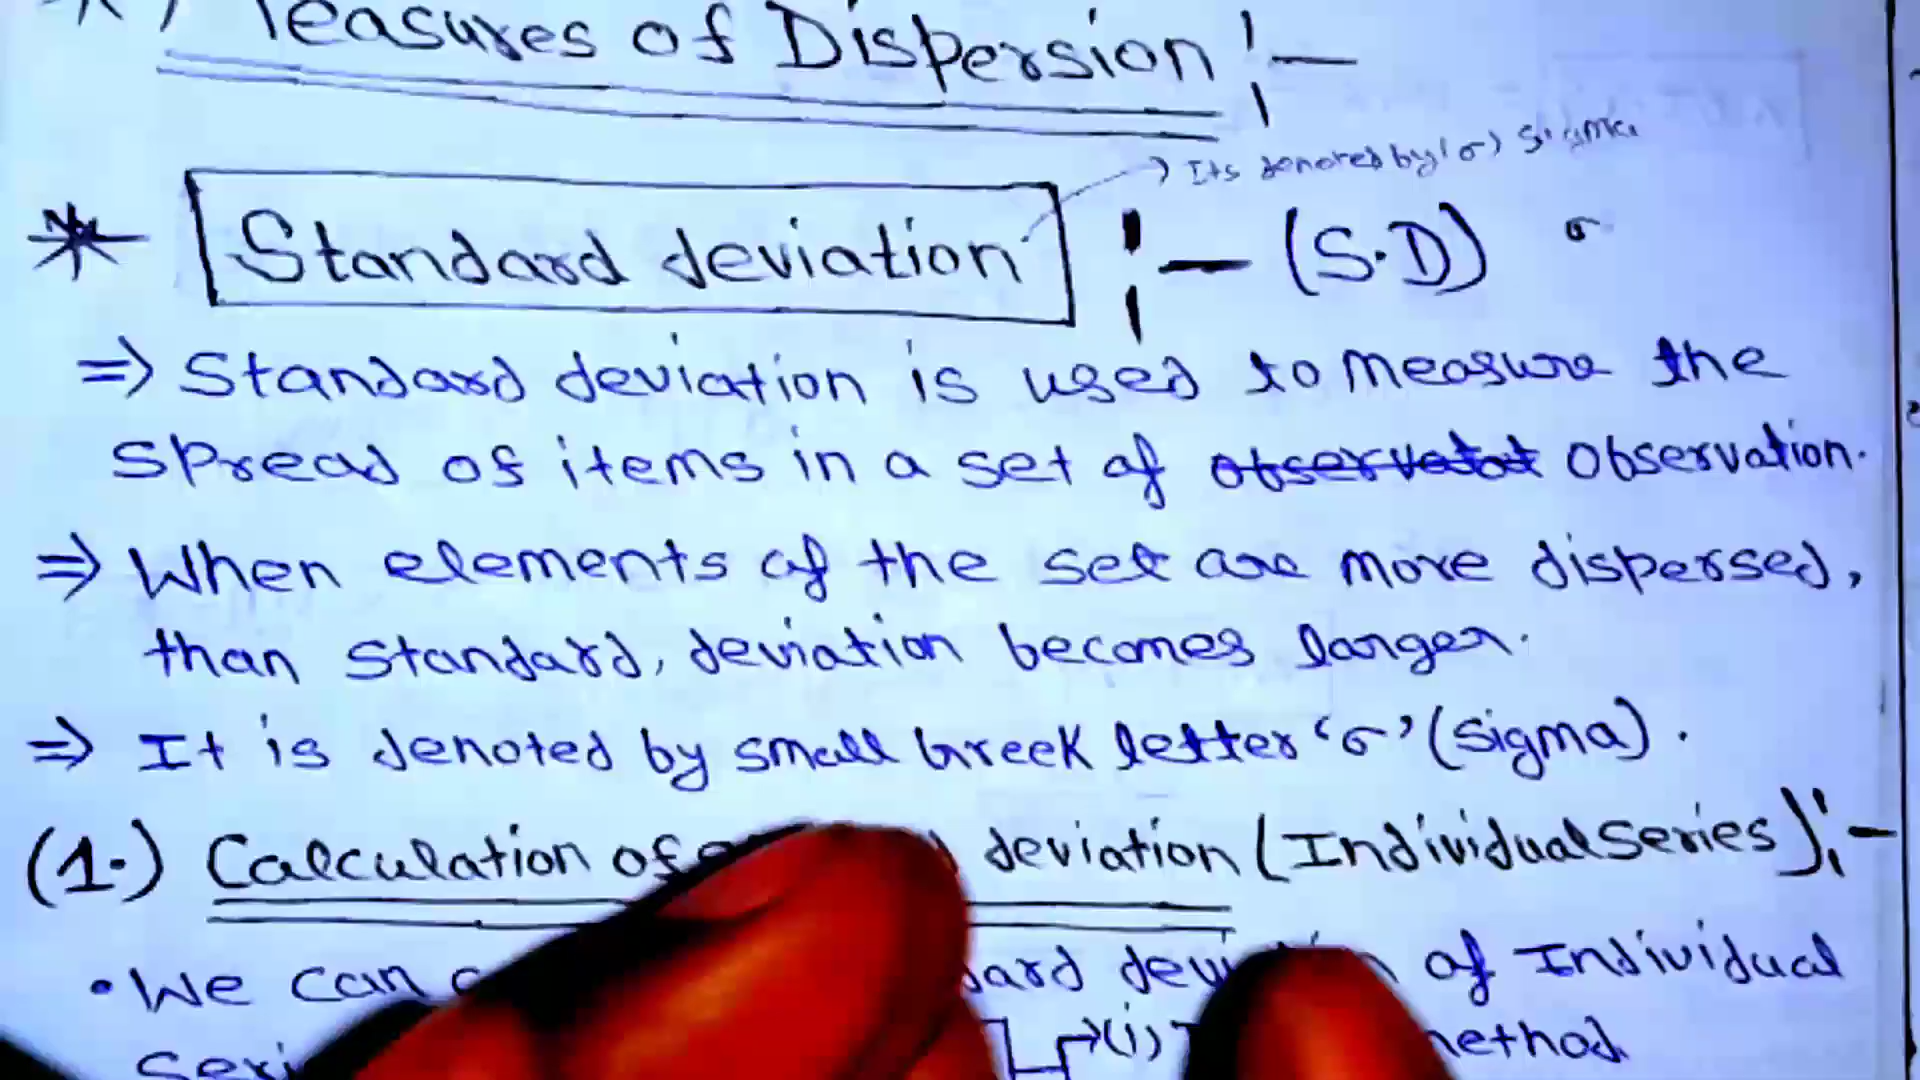 Measures of Dispersion :-
→ Its denoted by (σ) sigma
* Standard deviation :- (S.D) σ
⇒ Standard deviation is used to measure the
spread of items in a set of observation.
⇒ When elements of the set are more dispersed,
than standard, deviation becomes larger.
⇒ It is denoted by small Greek letter 'σ' (sigma).
(1.) Calculation of deviation (Individual series) :-
• We can of Individual
(i) method